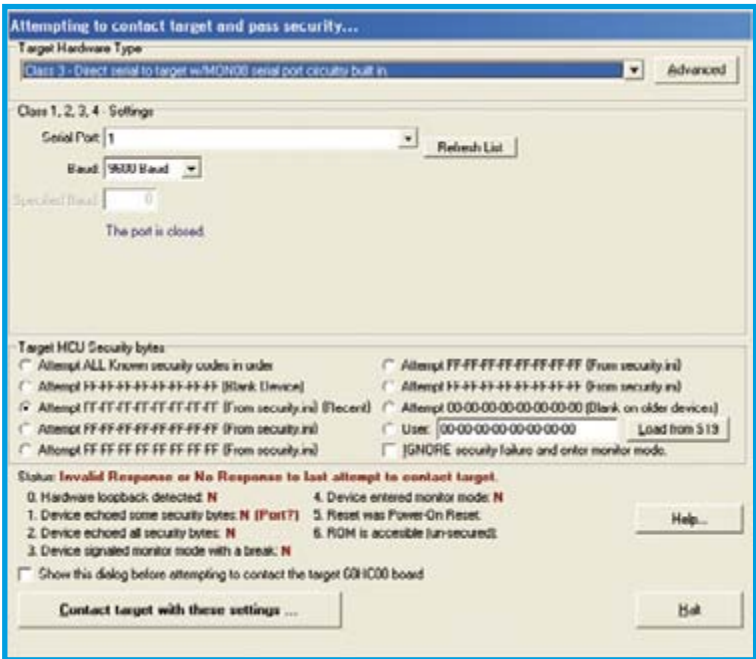 Attempting to contact target and pass security...
Target Hardware Type
Class 3 - Direct serial to target w/MON08 serial port circuitry built in.
Advanced
Class 1, 2, 3, 4 - Settings
Serial Port: 1
Refresh List
Baud: 9600 Baud
Specified Baud: 0
The port is closed.
Target MCU Security bytes
Attempt ALL Known security codes in order
Attempt FF-FF-FF-FF-FF-FF-FF-FF (From security.ini)
Attempt FF-FF-FF-FF-FF-FF-FF-FF (Blank Device)
Attempt FF-FF-FF-FF-FF-FF-FF-FF (From security.ini)
Attempt FF-FF-FF-FF-FF-FF-FF-FF (From security.ini) (Recent)
Attempt 00-00-00-00-00-00-00-00 (Blank on older devices)
Attempt FF-FF-FF-FF-FF-FF-FF-FF (From security.ini)
User: 00-00-00-00-00-00-00-00
Load from S19
Attempt FF-FF-FF-FF-FF-FF-FF-FF (From security.ini)
IGNORE security failure and enter monitor mode.
Status: Invalid Response or No Response to last attempt to contact target.
0. Hardware loopback detected: N
4. Device entered monitor mode: N
1. Device echoed some security bytes: N (Port?)
5. Reset was Power-On Reset:
2. Device echoed all security bytes: N
6. ROM is accesible (un-secured):
3. Device signaled monitor mode with a break: N
Help...
Show this dialog before attempting to contact the target board
Contact target with these settings ...
Halt